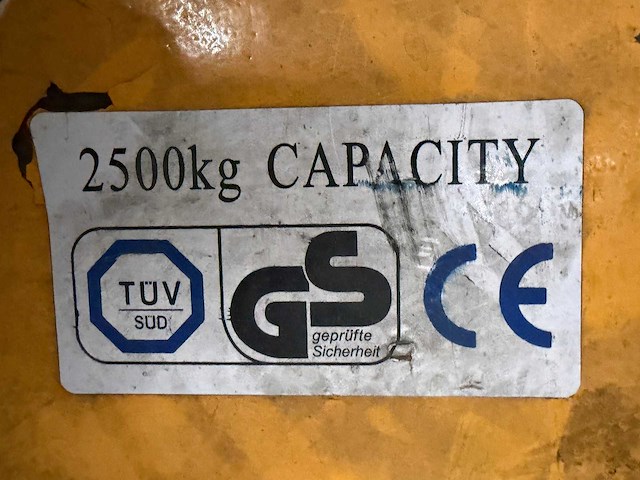 2500kg CAPACITY
TÜV
SÜD
GS
geprüfte
Sicherheit
CE